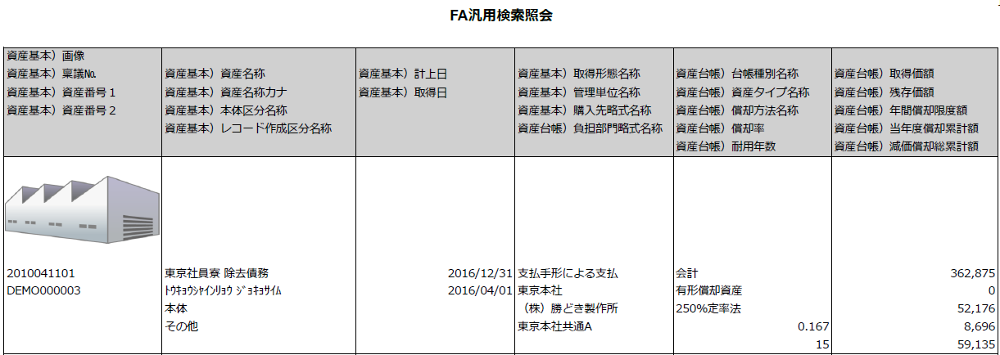 FA汎用検索照会
資産基本）画像
資産基本）稟議№
資産基本）資産番号１
資産基本）資産番号２
資産基本）資産名称
資産基本）資産名称カナ
資産基本）本体区分名称
資産基本）レコード作成区分名称
資産基本）計上日
資産基本）取得日
資産基本）取得形態名称
資産基本）管理単位名称
資産基本）購入先略式名称
資産台帳）負担部門略式名称
資産台帳）台帳種別名称
資産台帳）資産タイプ名称
資産台帳）償却方法名称
資産台帳）償却率
資産台帳）耐用年数
資産台帳）取得価額
資産台帳）残存価額
資産台帳）年間償却限度額
資産台帳）当年度償却累計額
資産台帳）減価償却総累計額
2010041101
DEMO000003
東京社員寮 除去債務
ﾄｳｷｮｳｼｬｲﾝﾘｮｳ ｼﾞｮｷｮｻｲﾑ
本体
その他
2016/12/31
2016/04/01
支払手形による支払
東京本社
（株）勝どき製作所
東京本社共通A
会計
有形償却資産
250%定率法
0.167
15
362,875
0
52,176
8,696
59,135